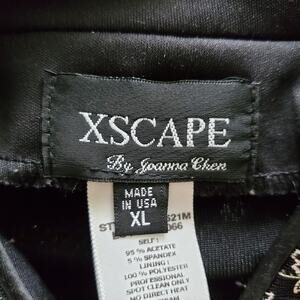 XSCAPE
By Joanna Chen
MADE
IN USA
XL
95 % ACETATE
5 % SPANDEX
LINING:
100 % POLYESTER
PROFESSIONAL
SPOT CLEAN ONLY
NO DIRECT HEAT